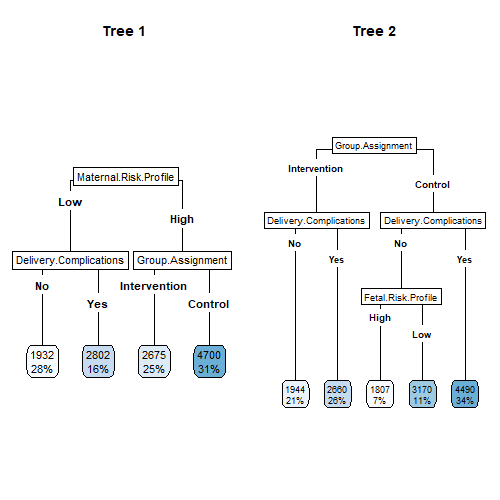 Tree 1
Tree 2
Group.Assignment
Intervention
Control
Maternal.Risk.Profile
Low
High
Delivery.Complications
Delivery.Complications
No
Yes
No
Yes
Delivery.Complications
Group.Assignment
No
Yes
Intervention
Control
Fetal.Risk.Profile
High
Low
1932
28%
2802
16%
2675
25%
4700
31%
1944
21%
2660
26%
1807
7%
3170
11%
4490
34%